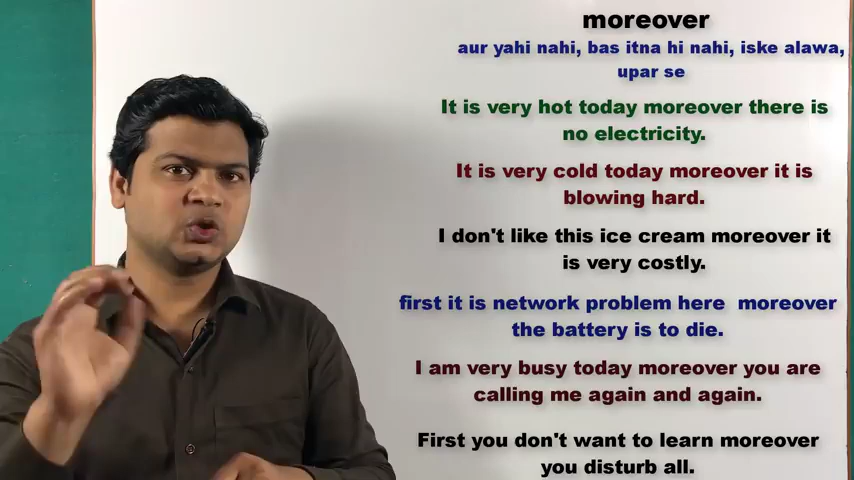 moreover
aur yahi nahi, bas itna hi nahi, iske alawa,
upar se
It is very hot today moreover there is
no electricity.
It is very cold today moreover it is
blowing hard.
I don't like this ice cream moreover it
is very costly.
first it is network problem here moreover
the battery is to die.
I am very busy today moreover you are
calling me again and again.
First you don't want to learn moreover
you disturb all.